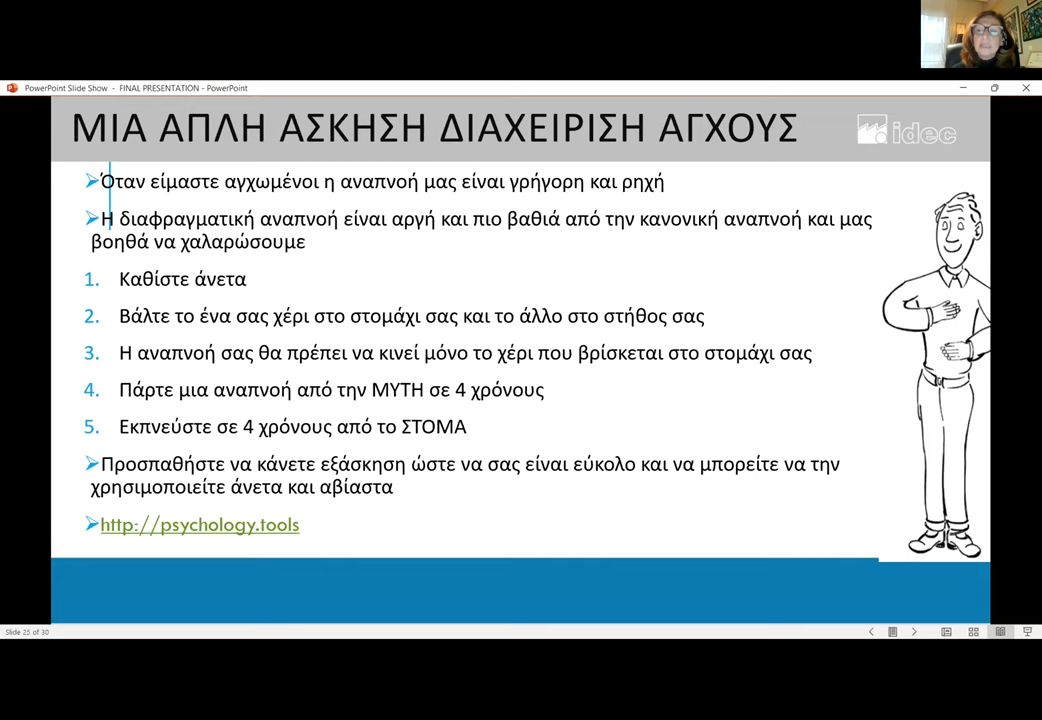 PowerPoint Slide Show - FINAL PRESENTATION - PowerPoint
ΜΙΑ ΑΠΛΗ ΑΣΚΗΣΗ ΔΙΑΧΕΙΡΙΣΗ ΑΓΧΟΥΣ
idec
Όταν είμαστε αγχωμένοι η αναπνοή μας είναι γρήγορη και ρηχή
Η διαφραγματική αναπνοή είναι αργή και πιο βαθιά από την κανονική αναπνοή και μας
βοηθά να χαλαρώσουμε
1. Καθίστε άνετα
2. Βάλτε το ένα σας χέρι στο στομάχι σας και το άλλο στο στήθος σας
3. Η αναπνοή σας θα πρέπει να κινεί μόνο το χέρι που βρίσκεται στο στομάχι σας
4. Πάρτε μια αναπνοή από την ΜΥΤΗ σε 4 χρόνους
5. Εκπνεύστε σε 4 χρόνους από το ΣΤΟΜΑ
Προσπαθήστε να κάνετε εξάσκηση ώστε να σας είναι εύκολο και να μπορείτε να την
χρησιμοποιείτε άνετα και αβίαστα
http://psychology.tools
Slide 25 of 30